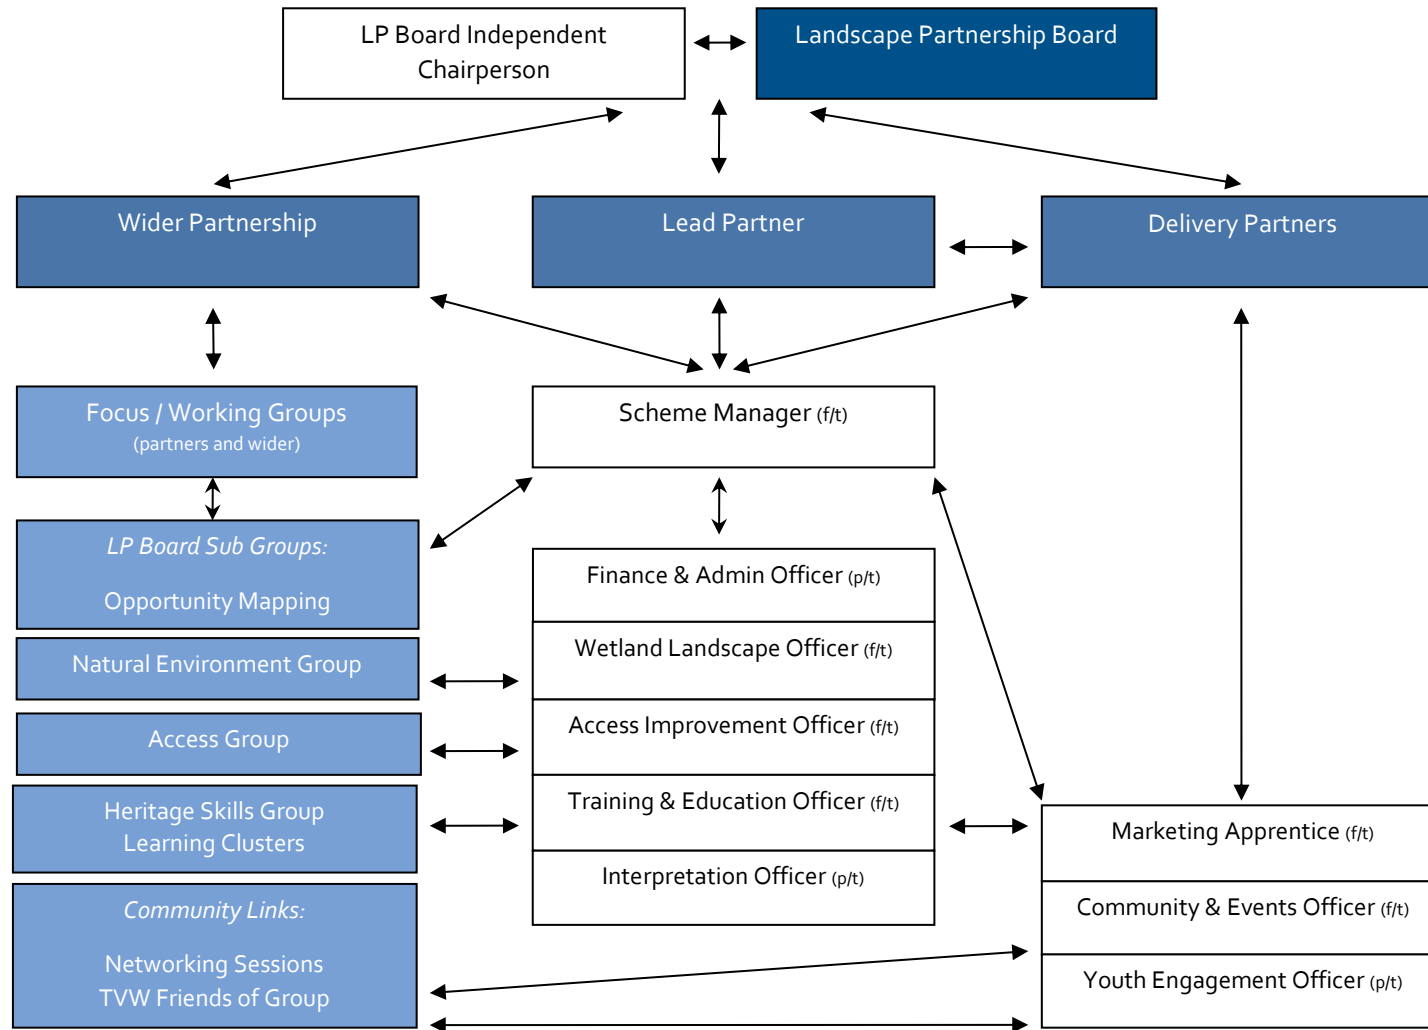 LP Board Independent
Chairperson
Landscape Partnership Board
Wider Partnership
Lead Partner
Delivery Partners
Focus / Working Groups
(partners and wider)
Scheme Manager (f/t)
LP Board Sub Groups:
Opportunity Mapping
Natural Environment Group
Access Group
Heritage Skills Group
Learning Clusters
Community Links:
Networking Sessions
TVW Friends of Group
Finance & Admin Officer (p/t)
Wetland Landscape Officer (f/t)
Access Improvement Officer (f/t)
Training & Education Officer (f/t)
Interpretation Officer (p/t)
Marketing Apprentice (f/t)
Community & Events Officer (f/t)
Youth Engagement Officer (p/t)